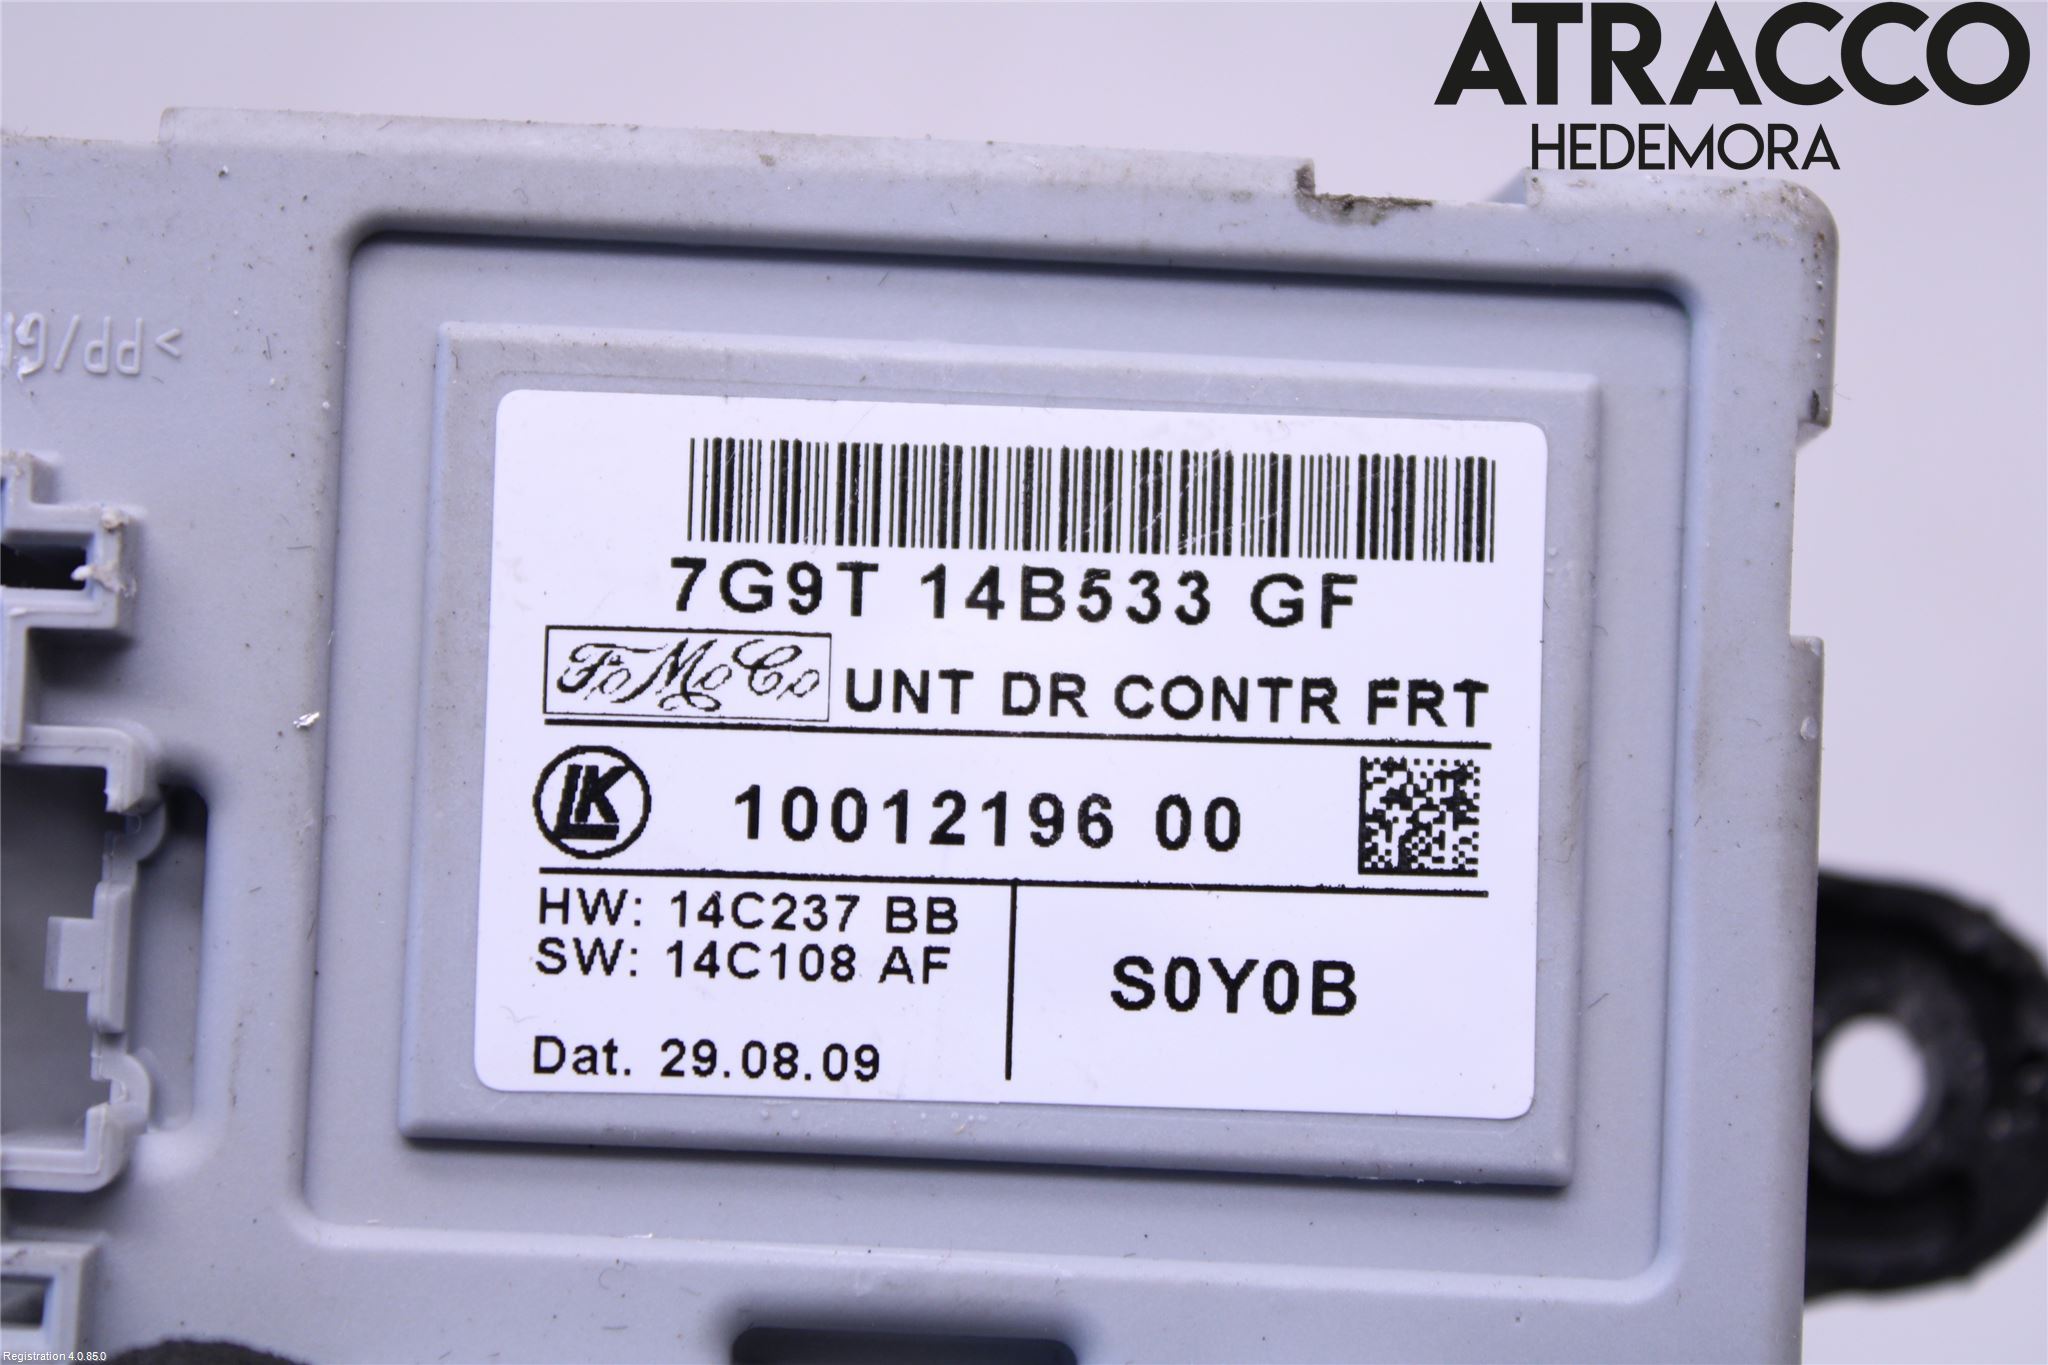 ATRACCO
HEDEMORA
>PP/G
7G9T 14B533 GF
FoMoCo UNT DR CONTR FRT
LK 10012196 00
HW: 14C237 BB
SW: 14C108 AF
S0Y0B
Dat. 29.08.09
Registration 4.0.85.0